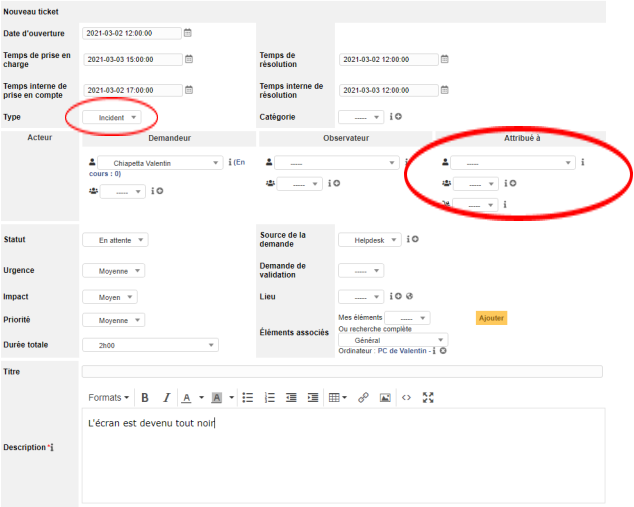 Nouveau ticket
Date d'ouverture 2021-03-02 12:00:00
Temps de prise en charge 2021-03-03 15:00:00 Temps de résolution 2021-03-02 12:00:00
Temps interne de prise en compte 2021-03-02 17:00:00 Temps interne de résolution 2021-03-03 12:00:00
Type Incident Catégorie -----
Acteur Demandeur Observateur Attribué à
Chiapetta Valentin (En cours : 0) ----- -----
----- ----- -----
-----
Statut En attente Source de la demande Helpdesk
Urgence Moyenne Demande de validation -----
Impact Moyen Lieu -----
Priorité Moyenne Éléments associés Mes éléments ----- Ajouter
Ou recherche complète
Durée totale 2h00 Général
Ordinateur : PC de Valentin -
Titre
Formats B I A A
Description * L'écran est devenu tout noir